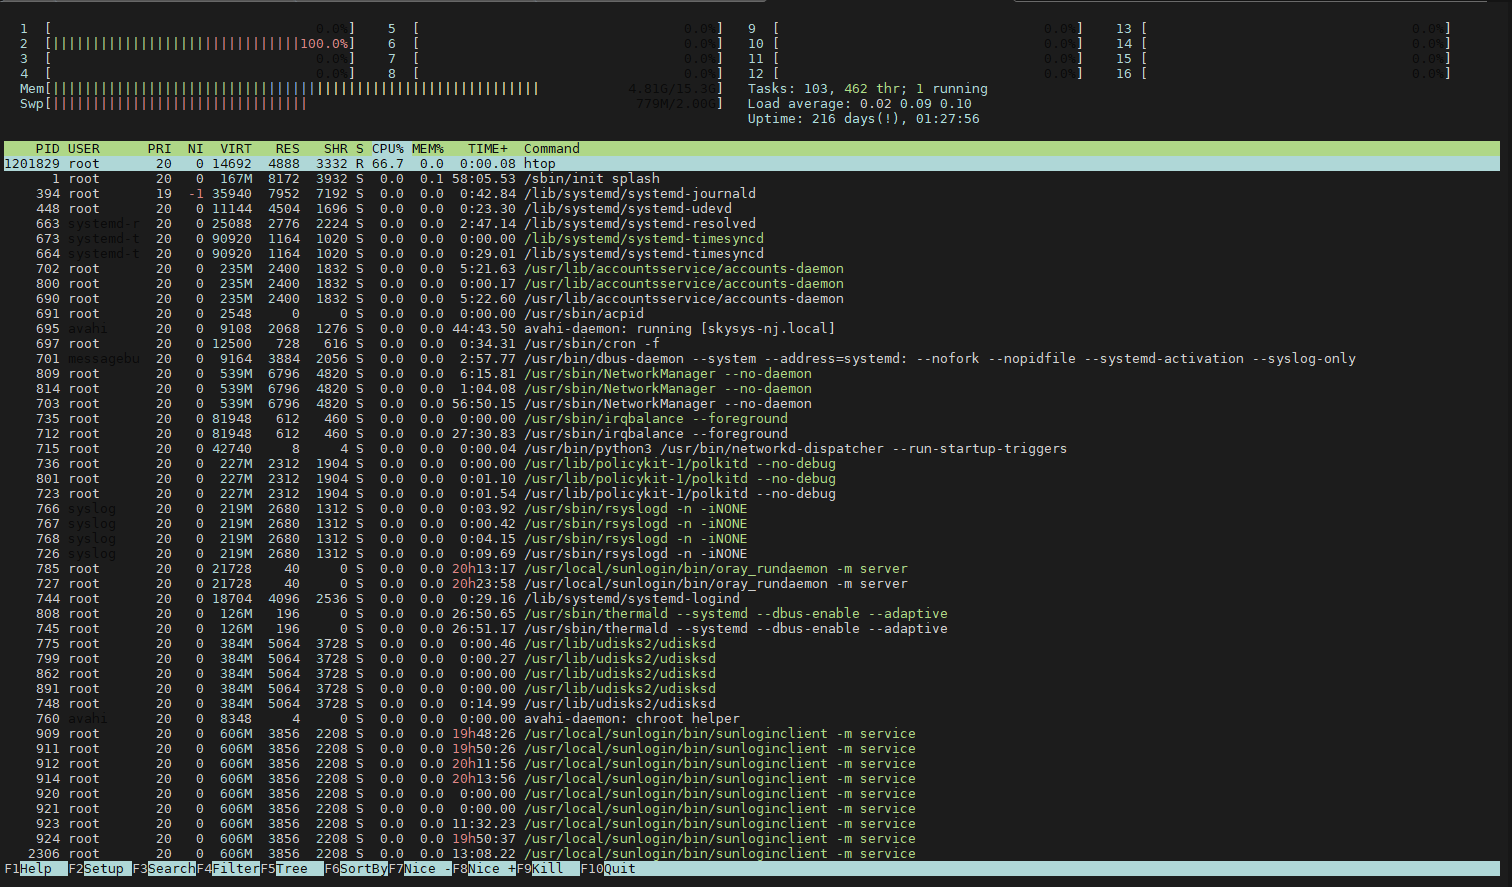 1 [ 0.0%] 5 [ 0.0%] 9 [ 0.0%] 13 [ 0.0%]
2 [|||||||||||||||||||||||||||||||100.0%] 6 [ 0.0%] 10 [ 0.0%] 14 [ 0.0%]
3 [ 0.0%] 7 [ 0.0%] 11 [ 0.0%] 15 [ 0.0%]
4 [ 0.0%] 8 [ 0.0%] 12 [ 0.0%] 16 [ 0.0%]
Mem[||||||||||||||||||||||||||||||||||||||||||||||||||||||||||||| 4.81G/15.3G] Tasks: 103, 462 thr; 1 running
Swp[|||||||||||||||||||||||||||||||| 779M/2.00G] Load average: 0.02 0.09 0.10
Uptime: 216 days(!), 01:27:56
PID USER PRI NI VIRT RES SHR S CPU% MEM% TIME+ Command
1201829 root 20 0 14692 4888 3332 R 66.7 0.0 0:00.08 htop
1 root 20 0 167M 8172 3932 S 0.0 0.1 58:05.53 /sbin/init splash
394 root 19 -1 35940 7952 7192 S 0.0 0.0 0:42.84 /lib/systemd/systemd-journald
448 root 20 0 11144 4504 1696 S 0.0 0.0 0:23.30 /lib/systemd/systemd-udevd
663 systemd-r 20 0 25088 2776 2224 S 0.0 0.0 2:47.14 /lib/systemd/systemd-resolved
673 systemd-t 20 0 90920 1164 1020 S 0.0 0.0 0:00.00 /lib/systemd/systemd-timesyncd
664 systemd-t 20 0 90920 1164 1020 S 0.0 0.0 0:29.01 /lib/systemd/systemd-timesyncd
702 root 20 0 235M 2400 1832 S 0.0 0.0 5:21.63 /usr/lib/accountsservice/accounts-daemon
800 root 20 0 235M 2400 1832 S 0.0 0.0 0:00.17 /usr/lib/accountsservice/accounts-daemon
690 root 20 0 235M 2400 1832 S 0.0 0.0 5:22.60 /usr/lib/accountsservice/accounts-daemon
691 root 20 0 2548 0 0 S 0.0 0.0 0:00.00 /usr/sbin/acpid
695 avahi 20 0 9108 2068 1276 S 0.0 0.0 44:43.50 avahi-daemon: running [skysys-nj.local]
697 root 20 0 12500 728 616 S 0.0 0.0 0:34.31 /usr/sbin/cron -f
701 messagebu 20 0 9164 3884 2056 S 0.0 0.0 2:57.77 /usr/bin/dbus-daemon --system --address=systemd: --nofork --nopidfile --systemd-activation --syslog-only
809 root 20 0 539M 6796 4820 S 0.0 0.0 6:15.81 /usr/sbin/NetworkManager --no-daemon
814 root 20 0 539M 6796 4820 S 0.0 0.0 1:04.08 /usr/sbin/NetworkManager --no-daemon
703 root 20 0 539M 6796 4820 S 0.0 0.0 56:50.15 /usr/sbin/NetworkManager --no-daemon
735 root 20 0 81948 612 460 S 0.0 0.0 0:00.00 /usr/sbin/irqbalance --foreground
712 root 20 0 81948 612 460 S 0.0 0.0 27:30.83 /usr/sbin/irqbalance --foreground
715 root 20 0 42740 8 4 S 0.0 0.0 0:00.04 /usr/bin/python3 /usr/bin/networkd-dispatcher --run-startup-triggers
736 root 20 0 227M 2312 1904 S 0.0 0.0 0:00.00 /usr/lib/policykit-1/polkitd --no-debug
801 root 20 0 227M 2312 1904 S 0.0 0.0 0:01.10 /usr/lib/policykit-1/polkitd --no-debug
723 root 20 0 227M 2312 1904 S 0.0 0.0 0:01.54 /usr/lib/policykit-1/polkitd --no-debug
766 syslog 20 0 219M 2680 1312 S 0.0 0.0 0:03.92 /usr/sbin/rsyslogd -n -iNONE
767 syslog 20 0 219M 2680 1312 S 0.0 0.0 0:00.42 /usr/sbin/rsyslogd -n -iNONE
768 syslog 20 0 219M 2680 1312 S 0.0 0.0 0:04.15 /usr/sbin/rsyslogd -n -iNONE
726 syslog 20 0 219M 2680 1312 S 0.0 0.0 0:09.69 /usr/sbin/rsyslogd -n -iNONE
785 root 20 0 21728 40 0 S 0.0 0.0 20h13:17 /usr/local/sunlogin/bin/oray_rundaemon -m server
727 root 20 0 21728 40 0 S 0.0 0.0 20h23:58 /usr/local/sunlogin/bin/oray_rundaemon -m server
744 root 20 0 18704 4096 2536 S 0.0 0.0 0:29.16 /lib/systemd/systemd-logind
808 root 20 0 126M 196 0 S 0.0 0.0 26:50.65 /usr/sbin/thermald --systemd --dbus-enable --adaptive
745 root 20 0 126M 196 0 S 0.0 0.0 26:51.17 /usr/sbin/thermald --systemd --dbus-enable --adaptive
775 root 20 0 384M 5064 3728 S 0.0 0.0 0:00.46 /usr/lib/udisks2/udisksd
799 root 20 0 384M 5064 3728 S 0.0 0.0 0:00.27 /usr/lib/udisks2/udisksd
862 root 20 0 384M 5064 3728 S 0.0 0.0 0:00.00 /usr/lib/udisks2/udisksd
891 root 20 0 384M 5064 3728 S 0.0 0.0 0:00.00 /usr/lib/udisks2/udisksd
748 root 20 0 384M 5064 3728 S 0.0 0.0 0:14.99 /usr/lib/udisks2/udisksd
760 avahi 20 0 8348 4 0 S 0.0 0.0 0:00.00 avahi-daemon: chroot helper
909 root 20 0 606M 3856 2208 S 0.0 0.0 19h48:26 /usr/local/sunlogin/bin/sunloginclient -m service
911 root 20 0 606M 3856 2208 S 0.0 0.0 19h50:26 /usr/local/sunlogin/bin/sunloginclient -m service
912 root 20 0 606M 3856 2208 S 0.0 0.0 20h11:56 /usr/local/sunlogin/bin/sunloginclient -m service
914 root 20 0 606M 3856 2208 S 0.0 0.0 20h13:56 /usr/local/sunlogin/bin/sunloginclient -m service
920 root 20 0 606M 3856 2208 S 0.0 0.0 0:00.00 /usr/local/sunlogin/bin/sunloginclient -m service
921 root 20 0 606M 3856 2208 S 0.0 0.0 0:00.00 /usr/local/sunlogin/bin/sunloginclient -m service
923 root 20 0 606M 3856 2208 S 0.0 0.0 11:32.23 /usr/local/sunlogin/bin/sunloginclient -m service
924 root 20 0 606M 3856 2208 S 0.0 0.0 19h50:37 /usr/local/sunlogin/bin/sunloginclient -m service
2306 root 20 0 606M 3856 2208 S 0.0 0.0 13:08.22 /usr/local/sunlogin/bin/sunloginclient -m service
F1Help F2Setup F3SearchF4FilterF5Tree F6SortByF7Nice -F8Nice +F9Kill F10Quit